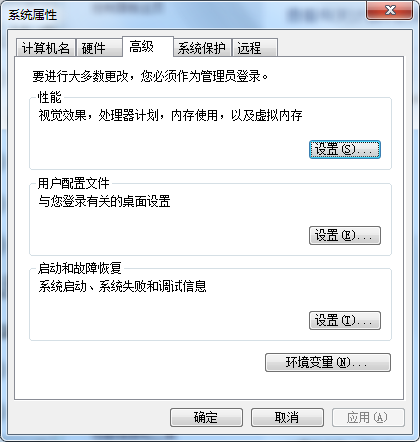 系统属性
计算机名 硬件 高级 系统保护 远程
要进行大多数更改，您必须作为管理员登录。
性能
视觉效果，处理器计划，内存使用，以及虚拟内存
设置(S)...
用户配置文件
与您登录有关的桌面设置
设置(E)...
启动和故障恢复
系统启动、系统失败和调试信息
设置(T)...
环境变量(N)...
确定 取消 应用(A)